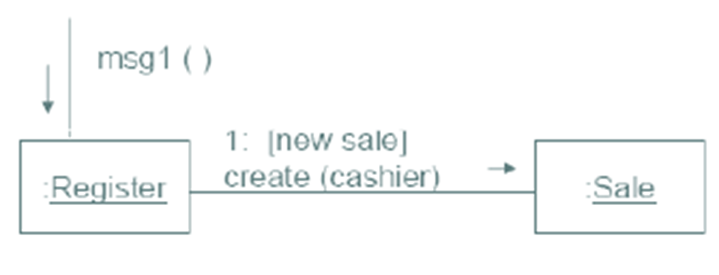 msg1 ( )
1: [new sale]
create (cashier)
:Register
:Sale